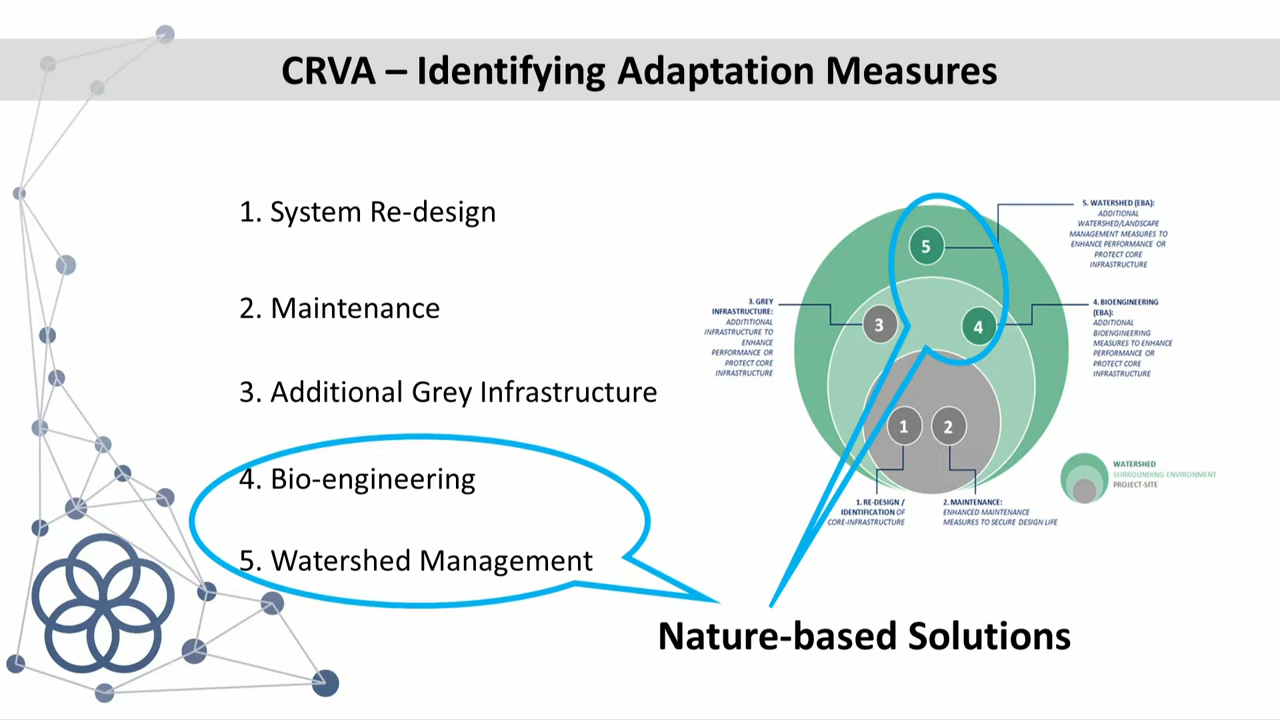 CRVA – Identifying Adaptation Measures
1. System Re-design
2. Maintenance
3. Additional Grey Infrastructure
4. Bio-engineering
5. Watershed Management
5. WATERSHED (EBA):
ADDITIONAL
WATERSHED/LANDSCAPE
MANAGEMENT MEASURES TO
ENHANCE PERFORMANCE OR
PROTECT CORE
INFRASTRUCTURE
5
3. GREY
INFRASTRUCTURE:
ADDITIONAL
INFRASTRUCTURE TO
ENHANCE
PERFORMANCE OR
PROTECT CORE
INFRASTRUCTURE
3
4
4. BIOENGINEERING
(EBA):
ADDITIONAL
BIOENGINEERING
MEASURES TO ENHANCE
PERFORMANCE OR
PROTECT CORE
INFRASTRUCTURE
1
2
1. RE-DESIGN /
IDENTIFICATION OF
CORE-INFRASTRUCTURE
2. MAINTENANCE:
ENHANCED MAINTENANCE
MEASURES TO SECURE DESIGN LIFE
WATERSHED
SURROUNDING ENVIRONMENT
PROJECT-SITE
Nature-based Solutions